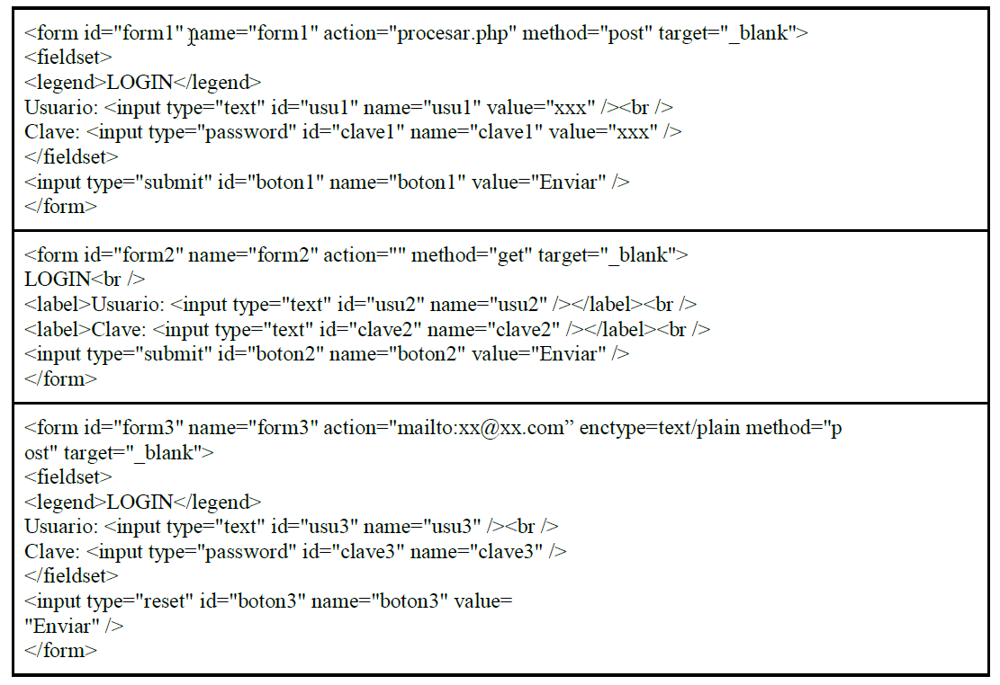 <form id="form1" name="form1" action="procesar.php" method="post" target="_blank">
<fieldset>
<legend>LOGIN</legend>
Usuario: <input type="text" id="usu1" name="usu1" value="xxx" /><br />
Clave: <input type="password" id="clave1" name="clave1" value="xxx" />
</fieldset>
<input type="submit" id="boton1" name="boton1" value="Enviar" />
</form>
<form id="form2" name="form2" action="" method="get" target="_blank">
LOGIN<br />
<label>Usuario: <input type="text" id="usu2" name="usu2" /></label><br />
<label>Clave: <input type="text" id="clave2" name="clave2" /></label><br />
<input type="submit" id="boton2" name="boton2" value="Enviar" />
</form>
<form id="form3" name="form3" action="mailto:xx@xx.com” enctype=text/plain method="p
ost" target="_blank">
<fieldset>
<legend>LOGIN</legend>
Usuario: <input type="text" id="usu3" name="usu3" /><br />
Clave: <input type="password" id="clave3" name="clave3" />
</fieldset>
<input type="reset" id="boton3" name="boton3" value=
"Enviar" />
</form>